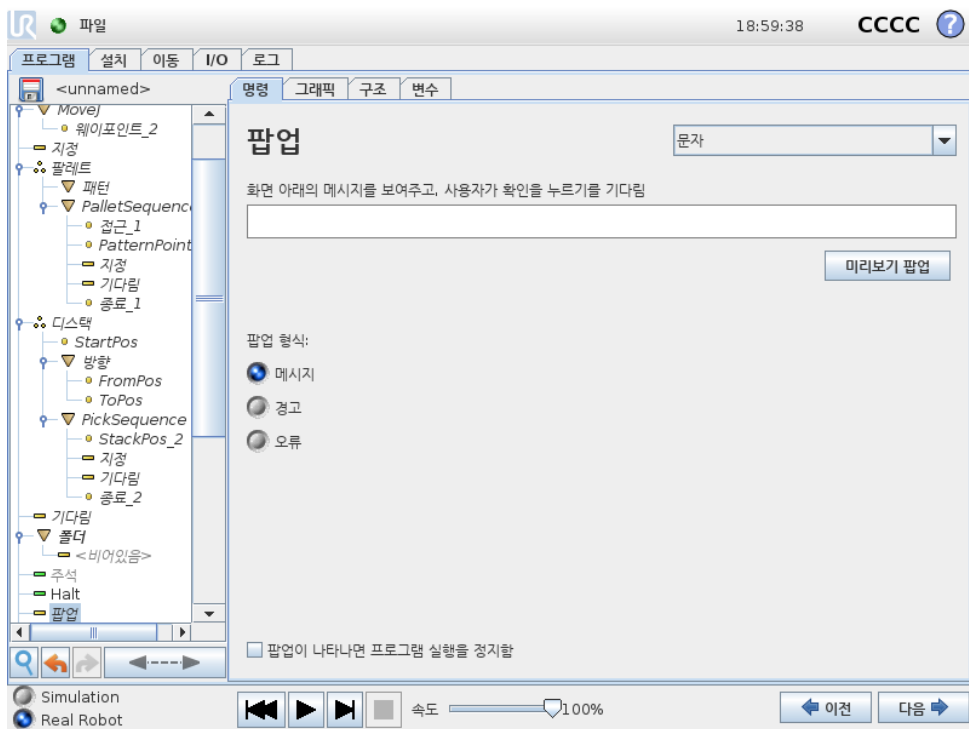 UR 파일 18:59:38 CCCC ?
프로그램 설치 이동 I/O 로그
<unnamed> 명령 그래픽 구조 변수
MoveJ
웨이포인트_2
지정
팔레트
패턴
PalletSequenc
접근_1
PatternPoint
지정
기다림
종료_1
디스택
StartPos
방향
FromPos
ToPos
PickSequence
StackPos_2
지정
기다림
종료_2
기다림
폴더
<비어있음>
주석
Halt
팝업
팝업 문자
화면 아래의 메시지를 보여주고, 사용자가 확인을 누르기를 기다림
미리보기 팝업
팝업 형식:
메시지
경고
오류
팝업이 나타나면 프로그램 실행을 정지함
Simulation
Real Robot
속도 100% 이전 다음